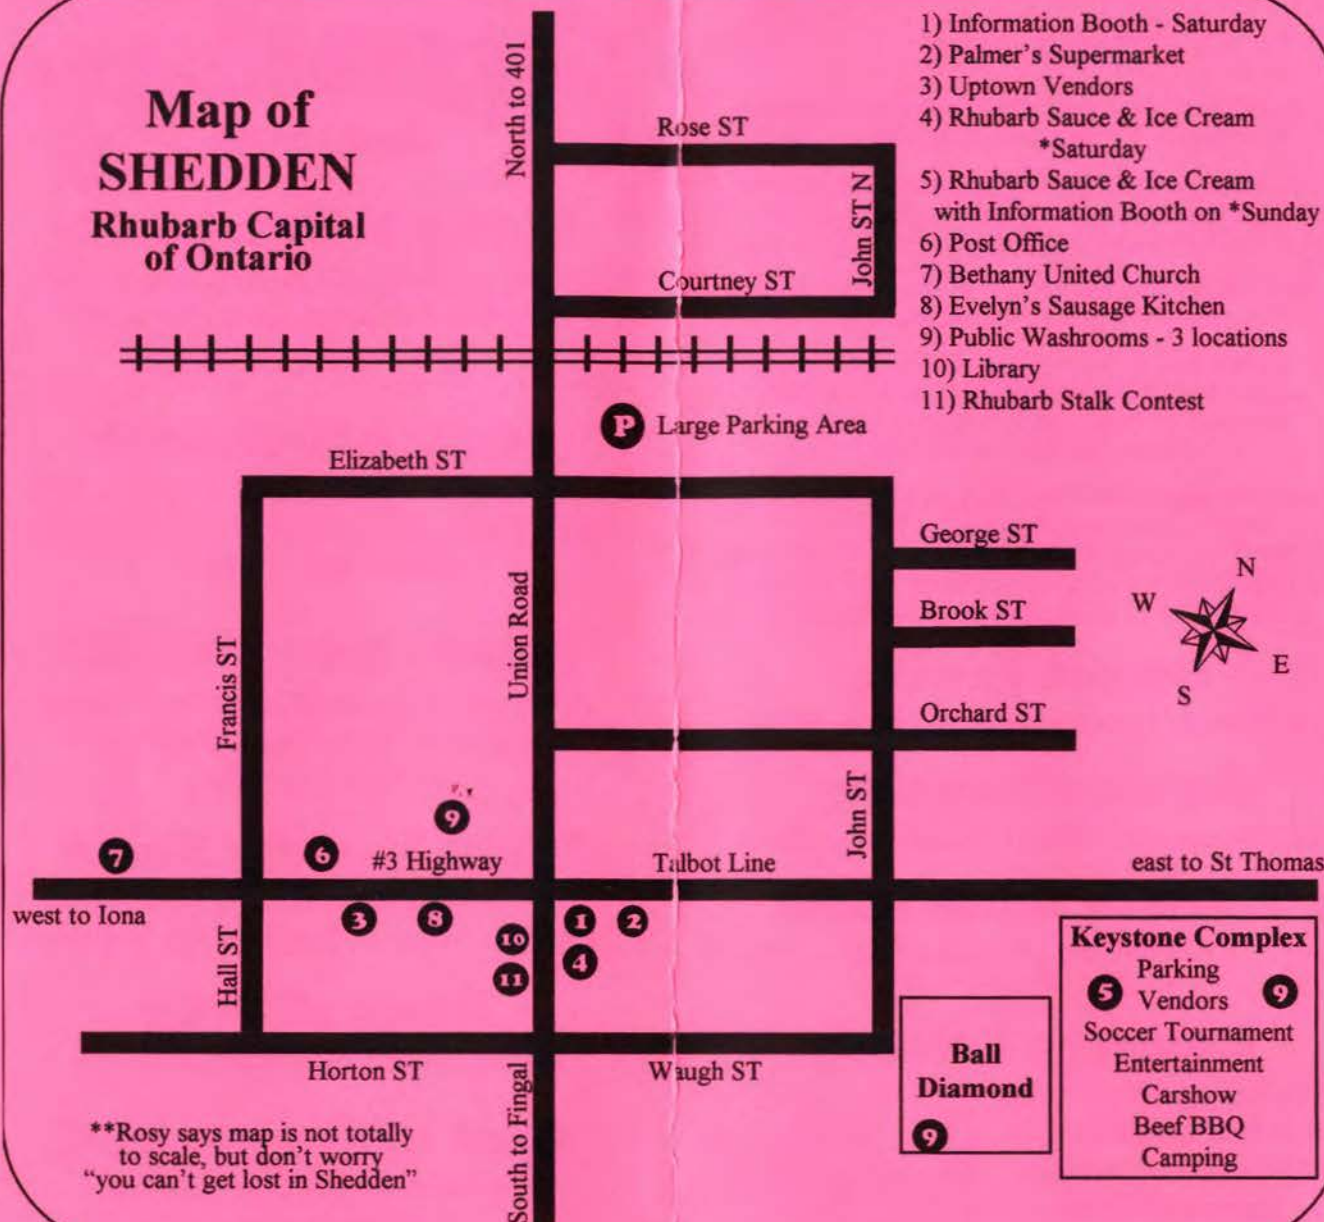 Map of
SHEDDEN
Rhubarb Capital
of Ontario
1) Information Booth - Saturday
2) Palmer's Supermarket
3) Uptown Vendors
4) Rhubarb Sauce & Ice Cream
*Saturday
5) Rhubarb Sauce & Ice Cream
with Information Booth on *Sunday
6) Post Office
7) Bethany United Church
8) Evelyn's Sausage Kitchen
9) Public Washrooms - 3 locations
10) Library
11) Rhubarb Stalk Contest
North to 401
Rose ST
John ST N
Courtney ST
P Large Parking Area
Elizabeth ST
George ST
Brook ST
Orchard ST
N
W
E
S
Francis ST
Union Road
John ST
9
7
6
#3 Highway
Talbot Line
east to St Thomas
west to Iona
3
8
10
11
1
2
4
Hall ST
Horton ST
Waugh ST
South to Fingal
Ball
Diamond
9
Keystone Complex
Parking
5 Vendors 9
Soccer Tournament
Entertainment
Carshow
Beef BBQ
Camping
**Rosy says map is not totally
to scale, but don't worry
"you can't get lost in Shedden"